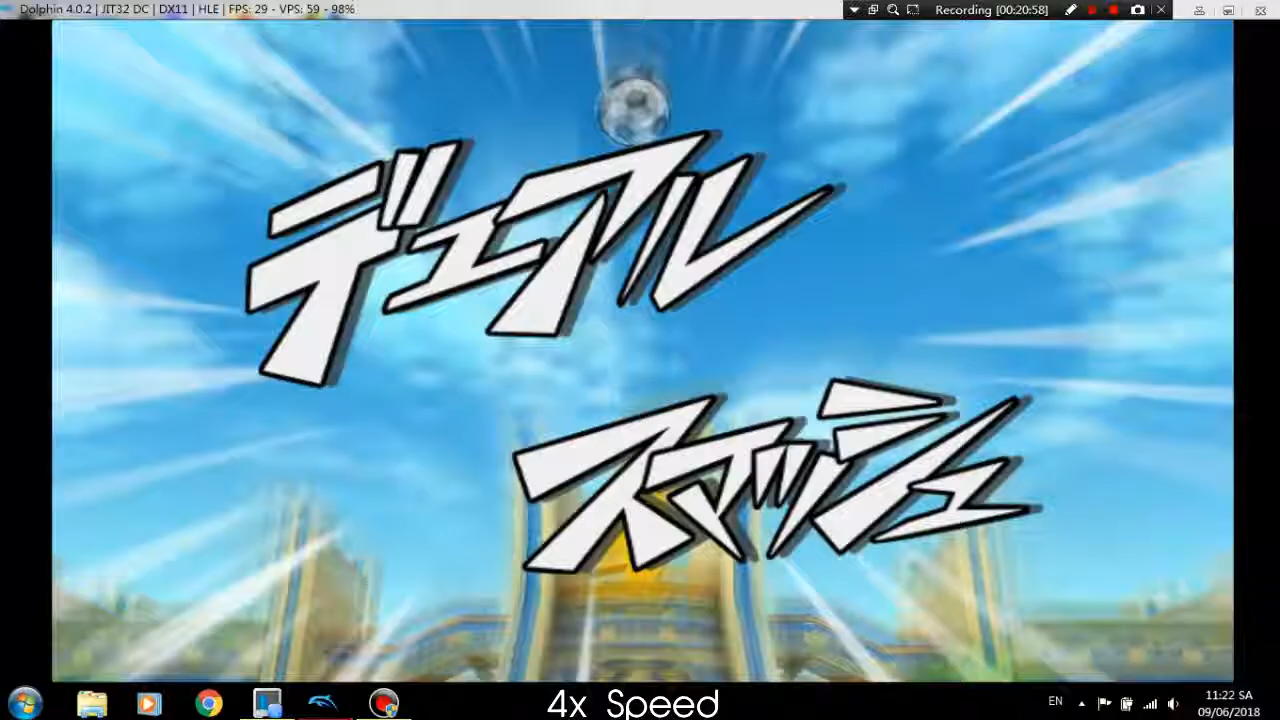 Dolphin 4.0.2 | JIT32 DC | DX11 | HLE | FPS: 29 - VPS: 59 - 98%
Recording [00:20:58]
デュアル
スマッシュ
4x Speed
EN
11:22 SA
09/06/2018